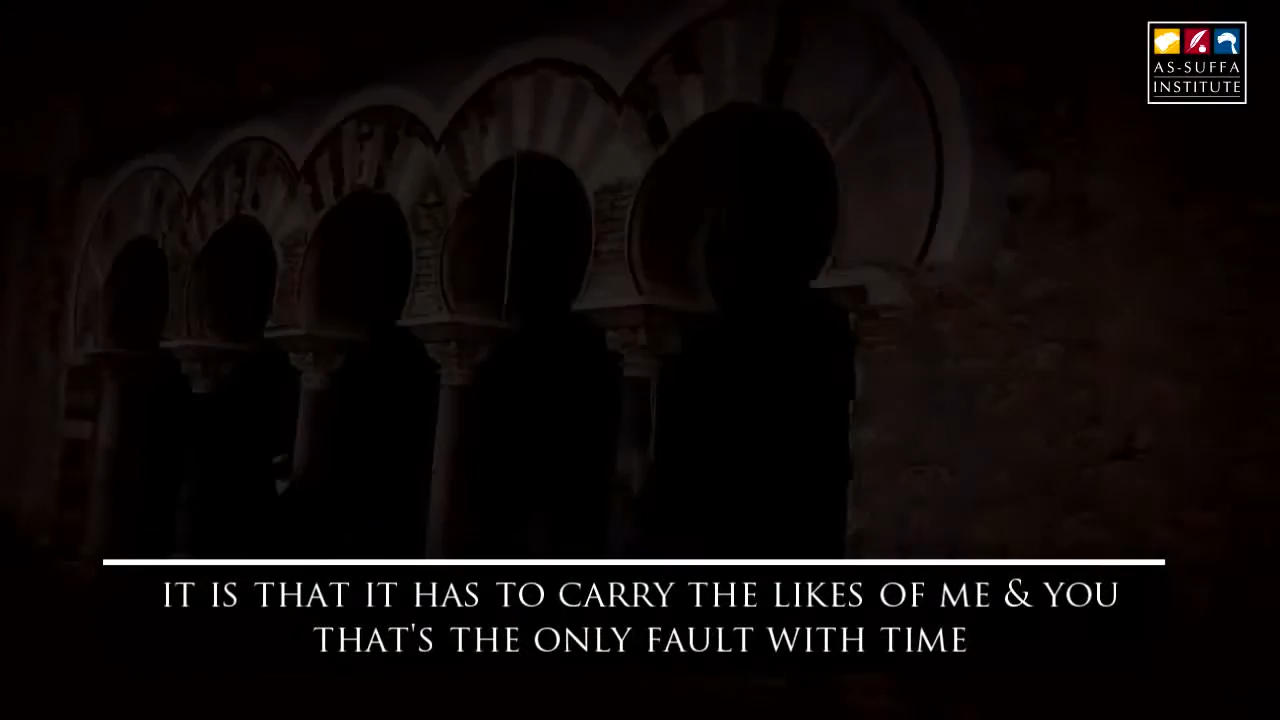 AS-SUFFA
INSTITUTE
IT IS THAT IT HAS TO CARRY THE LIKES OF ME & YOU
THAT'S THE ONLY FAULT WITH TIME